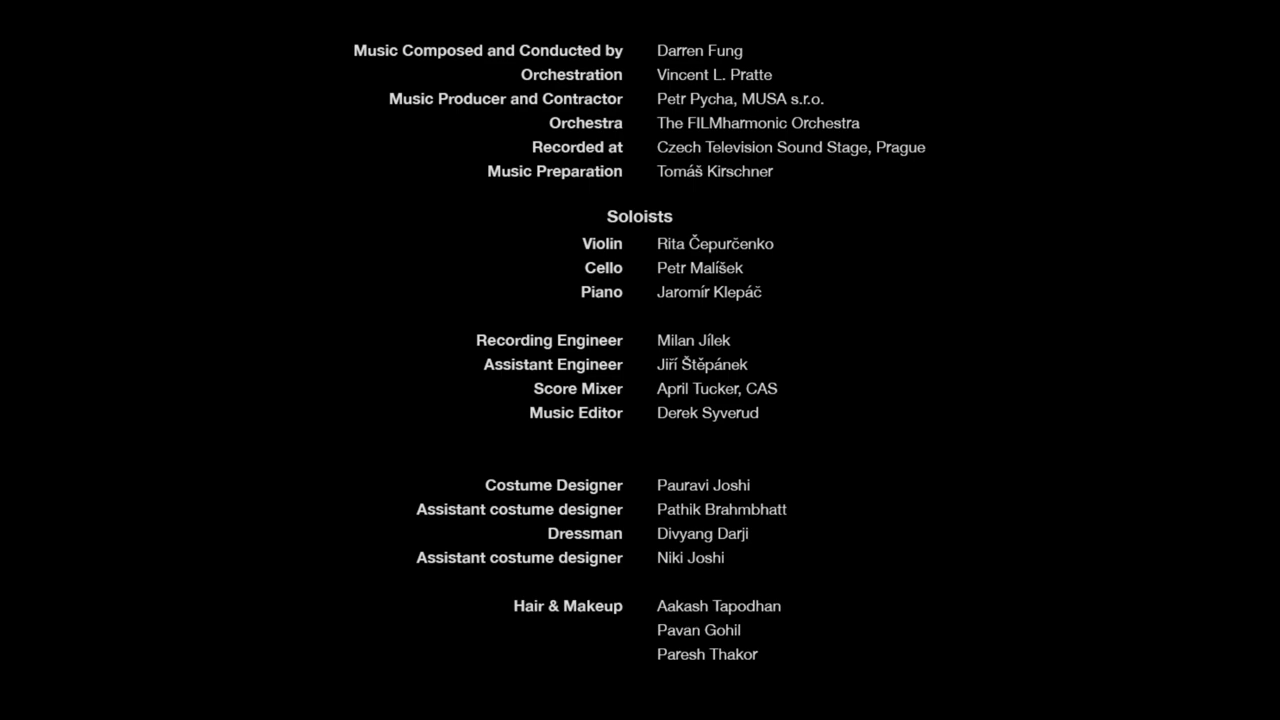 Music Composed and Conducted by Darren Fung
Orchestration Vincent L. Pratte
Music Producer and Contractor Petr Pycha, MUSA s.r.o.
Orchestra The FILMharmonic Orchestra
Recorded at Czech Television Sound Stage, Prague
Music Preparation Tomáš Kirschner
Soloists
Violin Rita Čepurčenko
Cello Petr Malíšek
Piano Jaromír Klepáč
Recording Engineer Milan Jílek
Assistant Engineer Jiří Štěpánek
Score Mixer April Tucker, CAS
Music Editor Derek Syverud
Costume Designer Pauravi Joshi
Assistant costume designer Pathik Brahmbhatt
Dressman Divyang Darji
Assistant costume designer Niki Joshi
Hair & Makeup Aakash Tapodhan
Pavan Gohil
Paresh Thakor